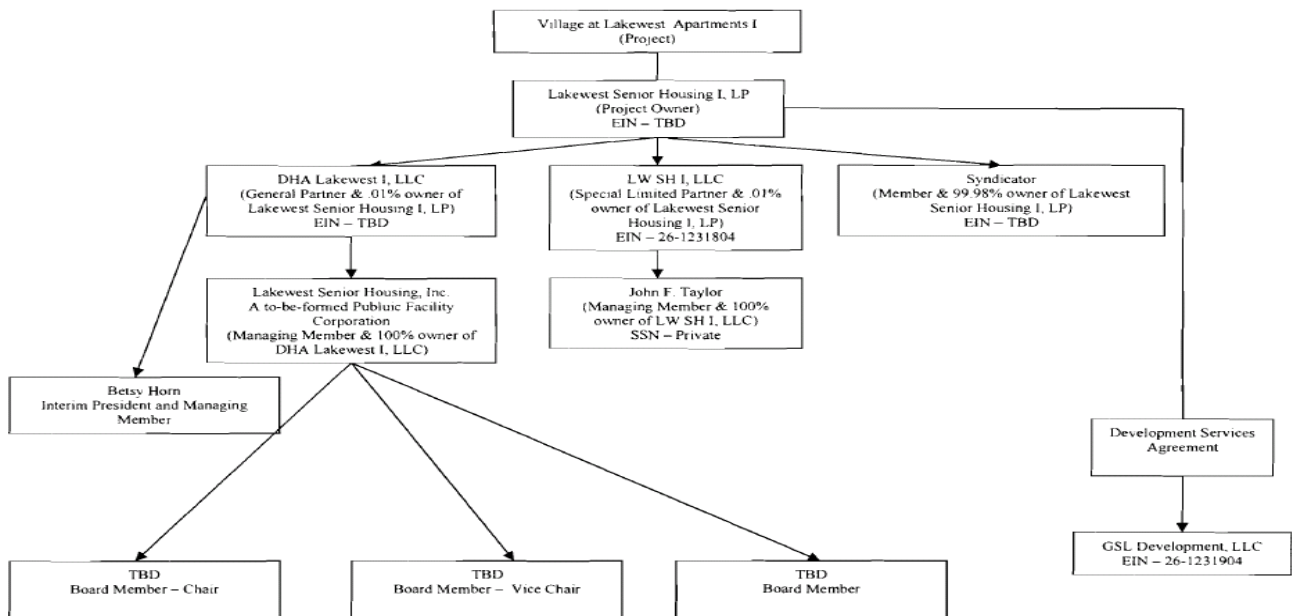 Village at Lakewest Apartments I
(Project)
Lakewest Senior Housing I, LP
(Project Owner)
EIN – TBD
DHA Lakewest I, LLC
(General Partner & .01% owner of
Lakewest Senior Housing I, LP)
EIN – TBD
LW SH I, LLC
(Special Limited Partner & .01%
owner of Lakewest Senior
Housing I, LP)
EIN – 26-1231804
Syndicator
(Member & 99.98% owner of Lakewest
Senior Housing I, LP)
EIN – TBD
Lakewest Senior Housing, Inc.
A to-be-formed Publuic Facility
Corporation
(Managing Member & 100% owner of
DHA Lakewest I, LLC)
John F. Taylor
(Managing Member & 100%
owner of LW SH I, LLC)
SSN – Private
Betsy Horn
Interim President and Managing
Member
Development Services
Agreement
GSL Development, LLC
EIN – 26-1231904
TBD
Board Member – Chair
TBD
Board Member – Vice Chair
TBD
Board Member